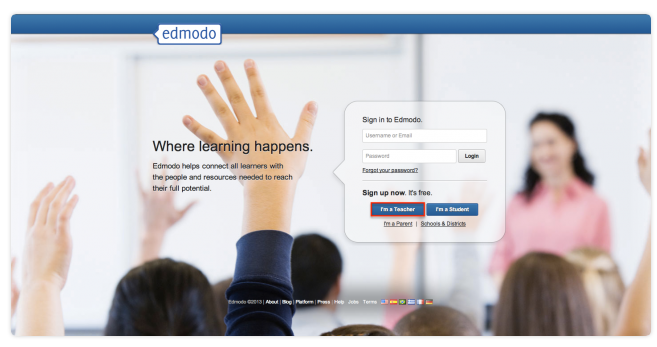 edmodo
Where learning happens.
Edmodo helps connect all learners with
the people and resources needed to reach
their full potential.
Sign in to Edmodo.
Username or Email
Password
Login
Forgot your password?
Sign up now. It's free.
I'm a Teacher
I'm a Student
I'm a Parent | Schools & Districts
Edmodo ©2013 | About | Blog | Platform | Press | Help Jobs Terms